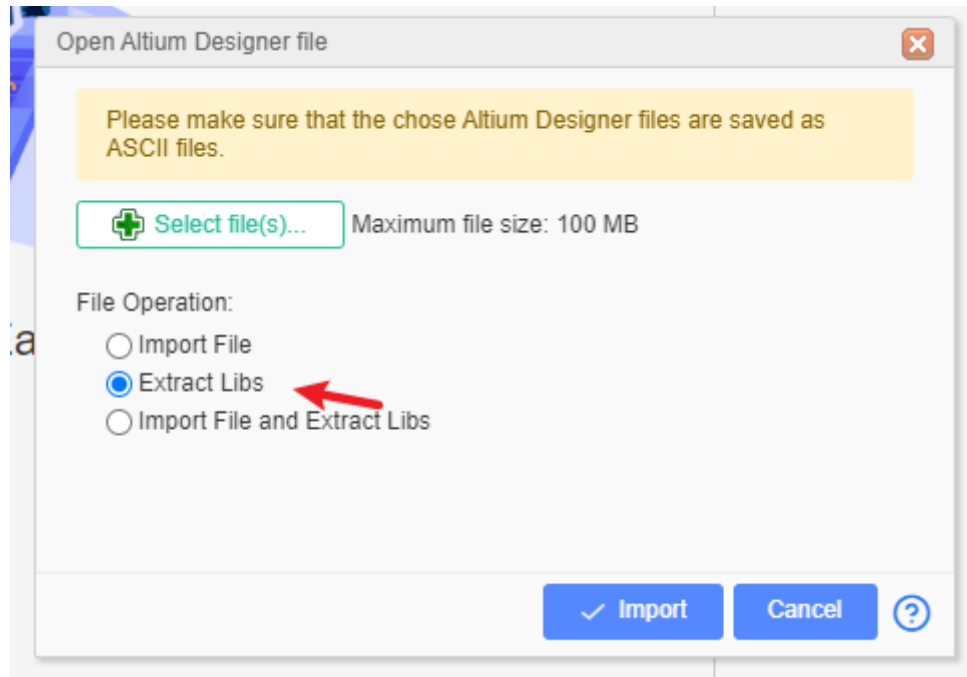 Open Altium Designer file
Please make sure that the chose Altium Designer files are saved as
ASCII files.
Select file(s)... Maximum file size: 100 MB
File Operation:
Import File
Extract Libs
Import File and Extract Libs
Import Cancel ?